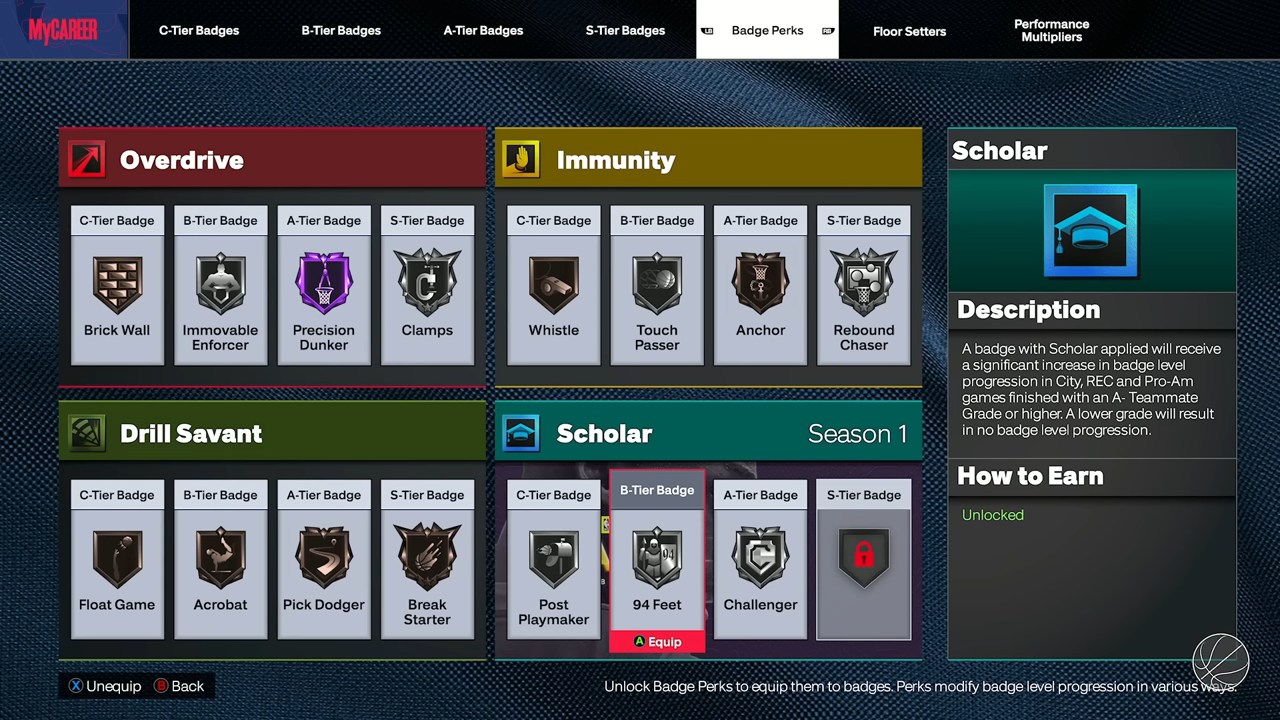 MyCAREER
C-Tier Badges
B-Tier Badges
A-Tier Badges
S-Tier Badges
LB
Badge Perks
RB
Floor Setters
Performance
Multipliers
Overdrive
C-Tier Badge
B-Tier Badge
A-Tier Badge
S-Tier Badge
Brick Wall
Immovable
Enforcer
Precision
Dunker
Clamps
Immunity
C-Tier Badge
B-Tier Badge
A-Tier Badge
S-Tier Badge
Whistle
Touch
Passer
Anchor
Rebound
Chaser
Drill Savant
C-Tier Badge
B-Tier Badge
A-Tier Badge
S-Tier Badge
Float Game
Acrobat
Pick Dodger
Break
Starter
Scholar
Season 1
C-Tier Badge
B-Tier Badge
A-Tier Badge
S-Tier Badge
94
Post
Playmaker
94 Feet
Challenger
A Equip
Scholar
Description
A badge with Scholar applied will receive
a significant increase in badge level
progression in City, REC and Pro-Am
games finished with an A- Teammate
Grade or higher. A lower grade will result
in no badge level progression.
How to Earn
Unlocked
X Unequip B Back
Unlock Badge Perks to equip them to badges. Perks modify badge level progression in various ways.